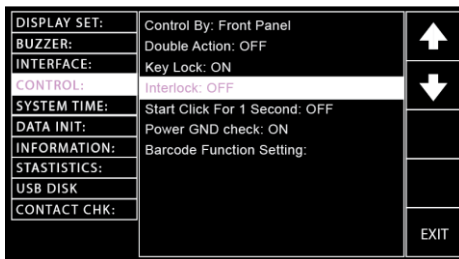 DISPLAY SET:
BUZZER:
INTERFACE:
CONTROL:
SYSTEM TIME:
DATA INIT:
INFORMATION:
STASTISTICS:
USB DISK
CONTACT CHK:
Control By: Front Panel
Double Action: OFF
Key Lock: ON
Interlock: OFF
Start Click For 1 Second: OFF
Power GND check: ON
Barcode Function Setting:
EXIT